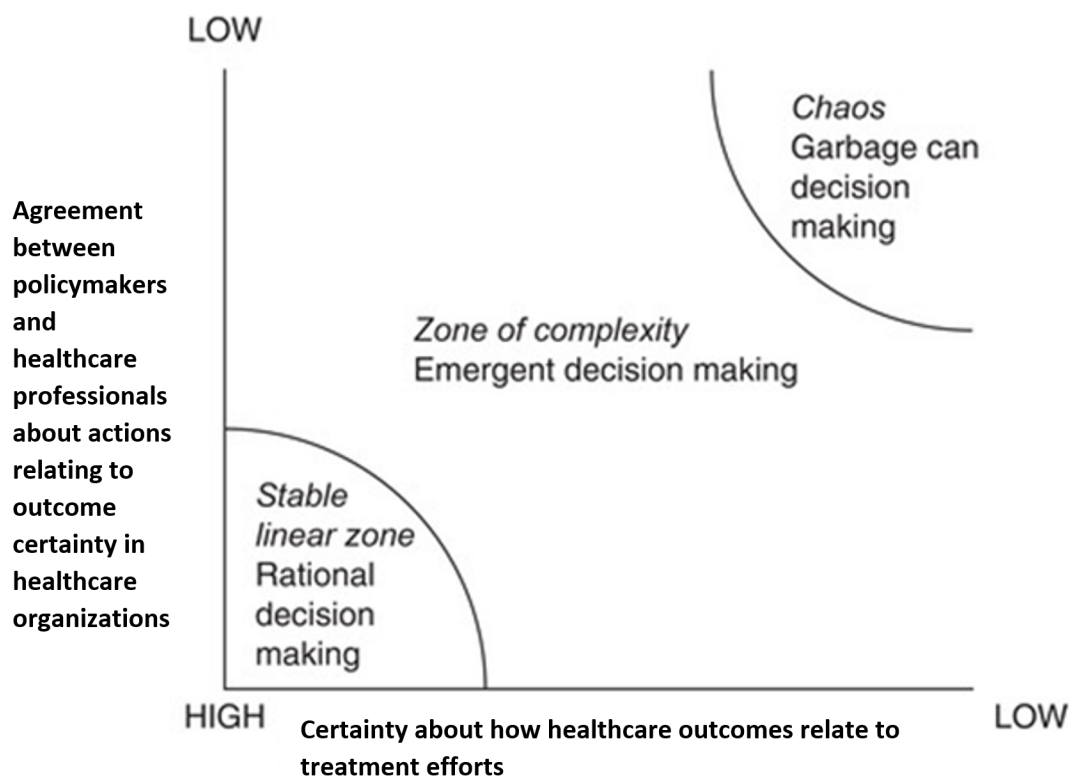 LOW
Chaos
Garbage can
decision
making
Agreement
between
policymakers
and
healthcare
professionals
about actions
relating to
outcome
certainty in
healthcare
organizations
Zone of complexity
Emergent decision making
Stable
linear zone
Rational
decision
making
HIGH
Certainty about how healthcare outcomes relate to
treatment efforts
LOW